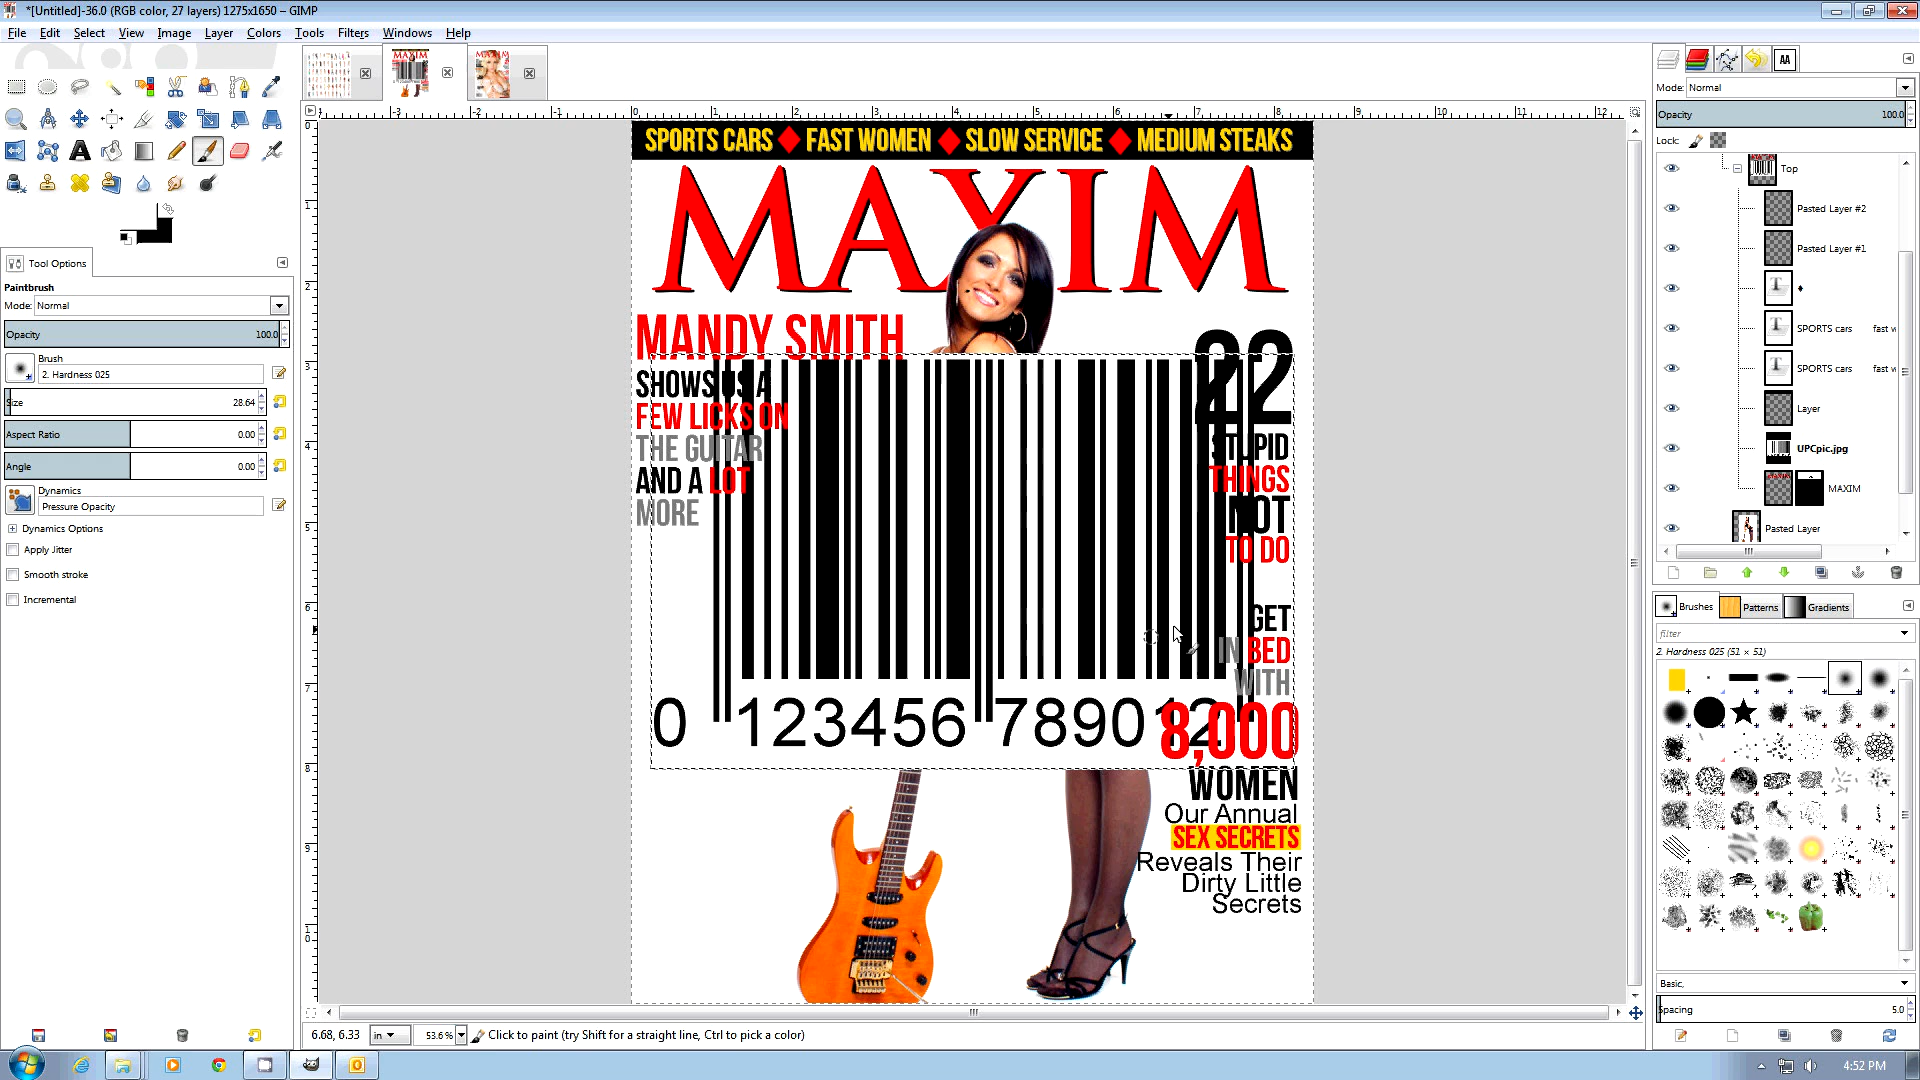 *[Untitled]-36.0 (RGB color, 27 layers) 1275x1650 – GIMP
File Edit Select View Image Layer Colors Tools Filters Windows Help
Tool Options
Paintbrush
Mode: Normal
Opacity 100.0
Brush
2. Hardness 025
Size 28.64
Aspect Ratio 0.00
Angle 0.00
Dynamics
Pressure Opacity
Dynamics Options
Apply Jitter
Smooth stroke
Incremental
SPORTS CARS ♦ FAST WOMEN ♦ SLOW SERVICE ♦ MEDIUM STEAKS
MAXIM
MANDY SMITH
SHOWS US A
FEW LICKS ON
THE GUITAR
AND A LOT
MORE
22
STUPID
THINGS
NOT
TO DO
GET
IN BED
WITH
8,000
WOMEN
Our Annual
SEX SECRETS
Reveals Their
Dirty Little
Secrets
0 123456 789012
6.68, 6.33 in 53.6% Click to paint (try Shift for a straight line, Ctrl to pick a color)
AA
Mode: Normal
Opacity 100.0
Lock:
Top
Pasted Layer #2
Pasted Layer #1
♦
SPORTS cars fast w
SPORTS cars fast w
Layer
UPCpic.jpg
MAXIM
Pasted Layer
Brushes Patterns Gradients
filter
2. Hardness 025 (51 × 51)
Basic,
Spacing 5.0
4:52 PM